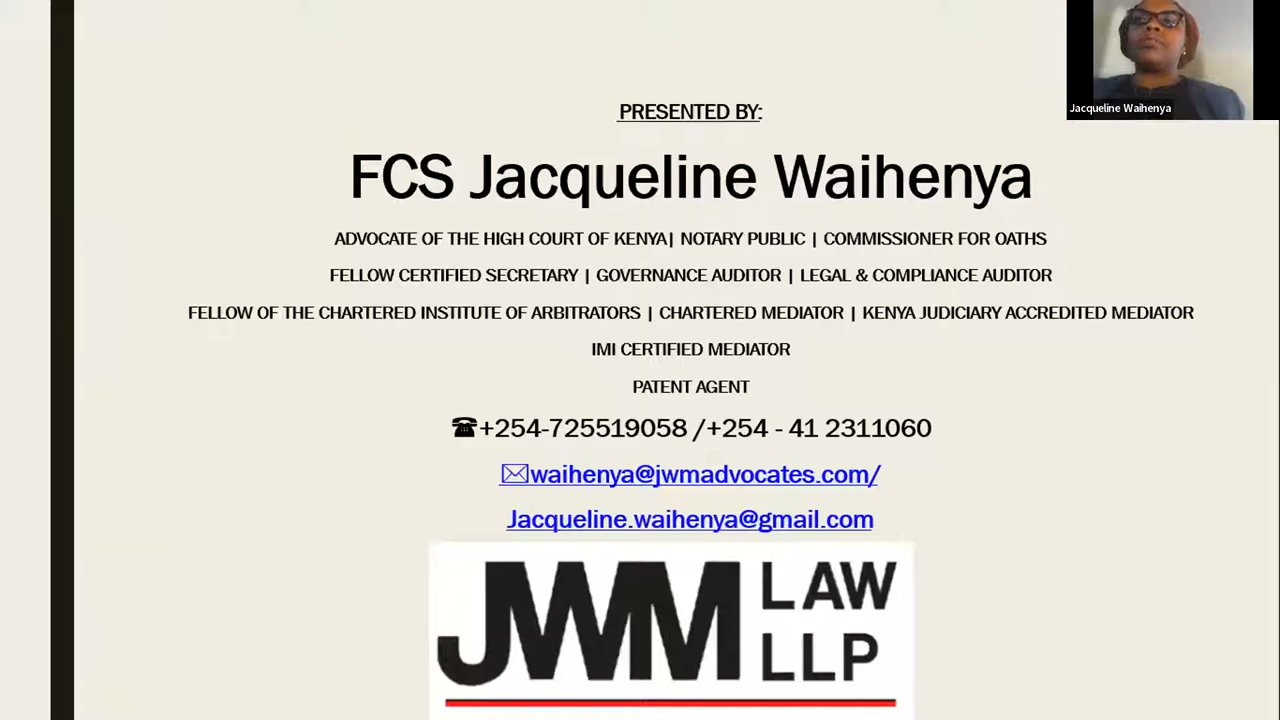 Jacqueline Waihenya
PRESENTED BY:
FCS Jacqueline Waihenya
ADVOCATE OF THE HIGH COURT OF KENYA| NOTARY PUBLIC | COMMISSIONER FOR OATHS
FELLOW CERTIFIED SECRETARY | GOVERNANCE AUDITOR | LEGAL & COMPLIANCE AUDITOR
FELLOW OF THE CHARTERED INSTITUTE OF ARBITRATORS | CHARTERED MEDIATOR | KENYA JUDICIARY ACCREDITED MEDIATOR
IMI CERTIFIED MEDIATOR
PATENT AGENT
☎+254-725519058 /+254 - 41 2311060
✉waihenya@jwmadvocates.com/
Jacqueline.waihenya@gmail.com
JWM LAW
LLP